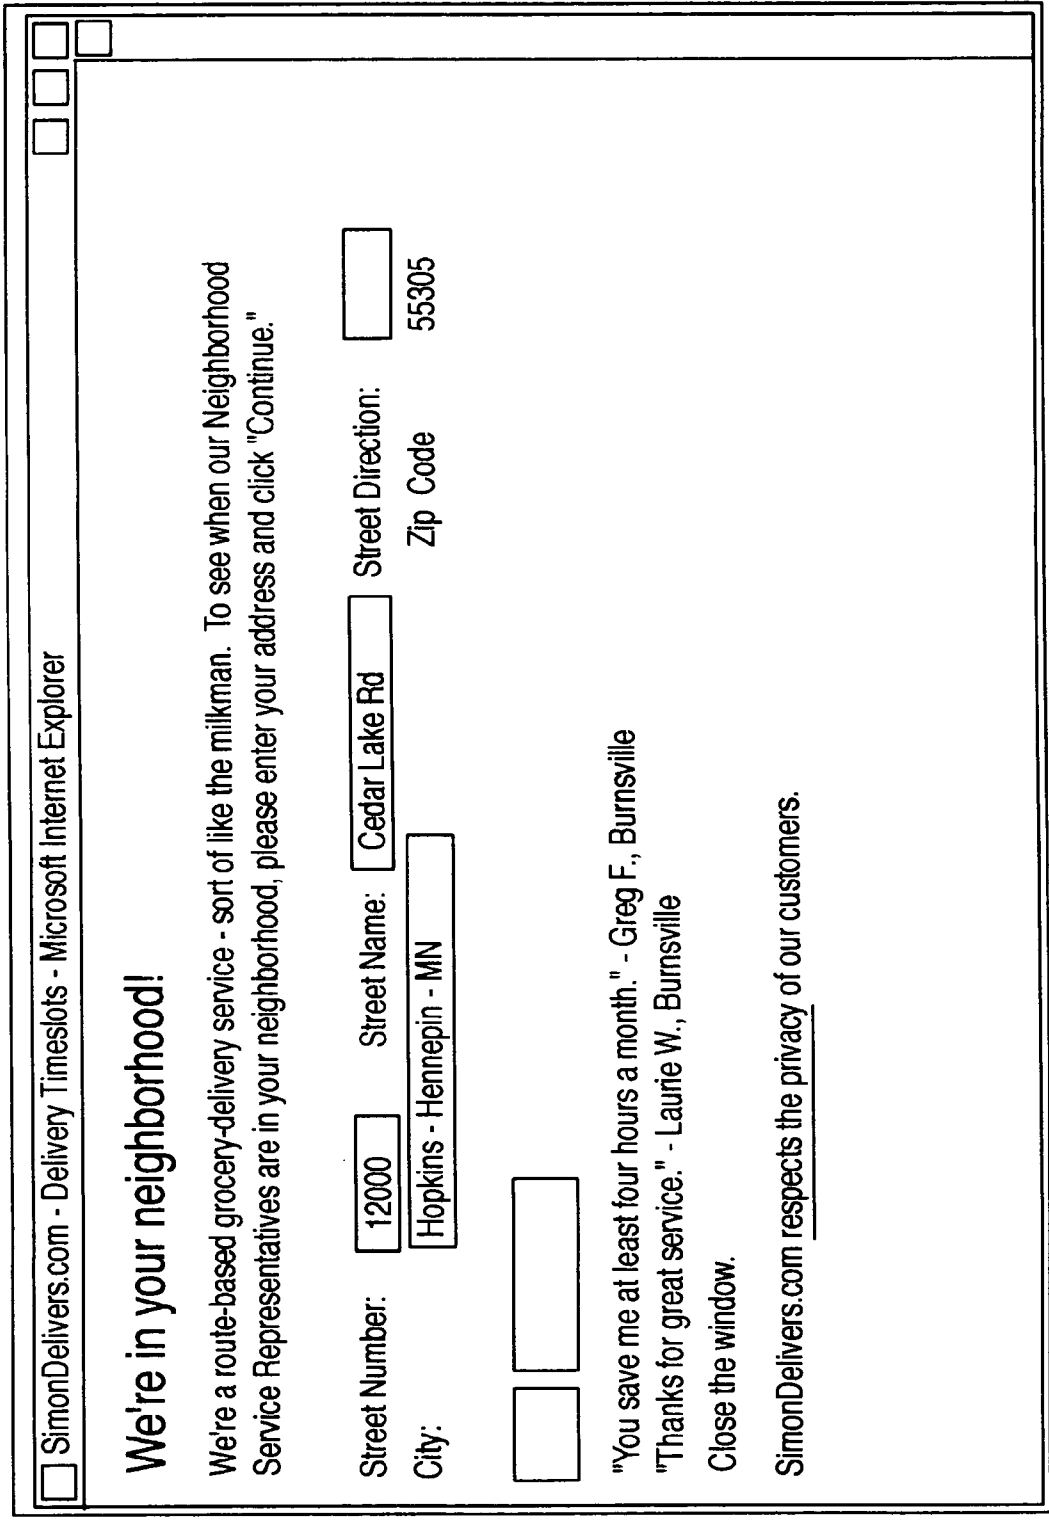 SimonDelivers.com - Delivery Timeslots - Microsoft Internet Explorer
We're in your neighborhood!
We're a route-based grocery-delivery service - sort of like the milkman. To see when our Neighborhood
Service Representatives are in your neighborhood, please enter your address and click "Continue."
Street Number: 12000 Street Name: Cedar Lake Rd Street Direction:
City: Hopkins - Hennepin - MN Zip Code 55305
"You save me at least four hours a month." - Greg F., Burnsville
"Thanks for great service." - Laurie W., Burnsville
Close the window.
SimonDelivers.com respects the privacy of our customers.